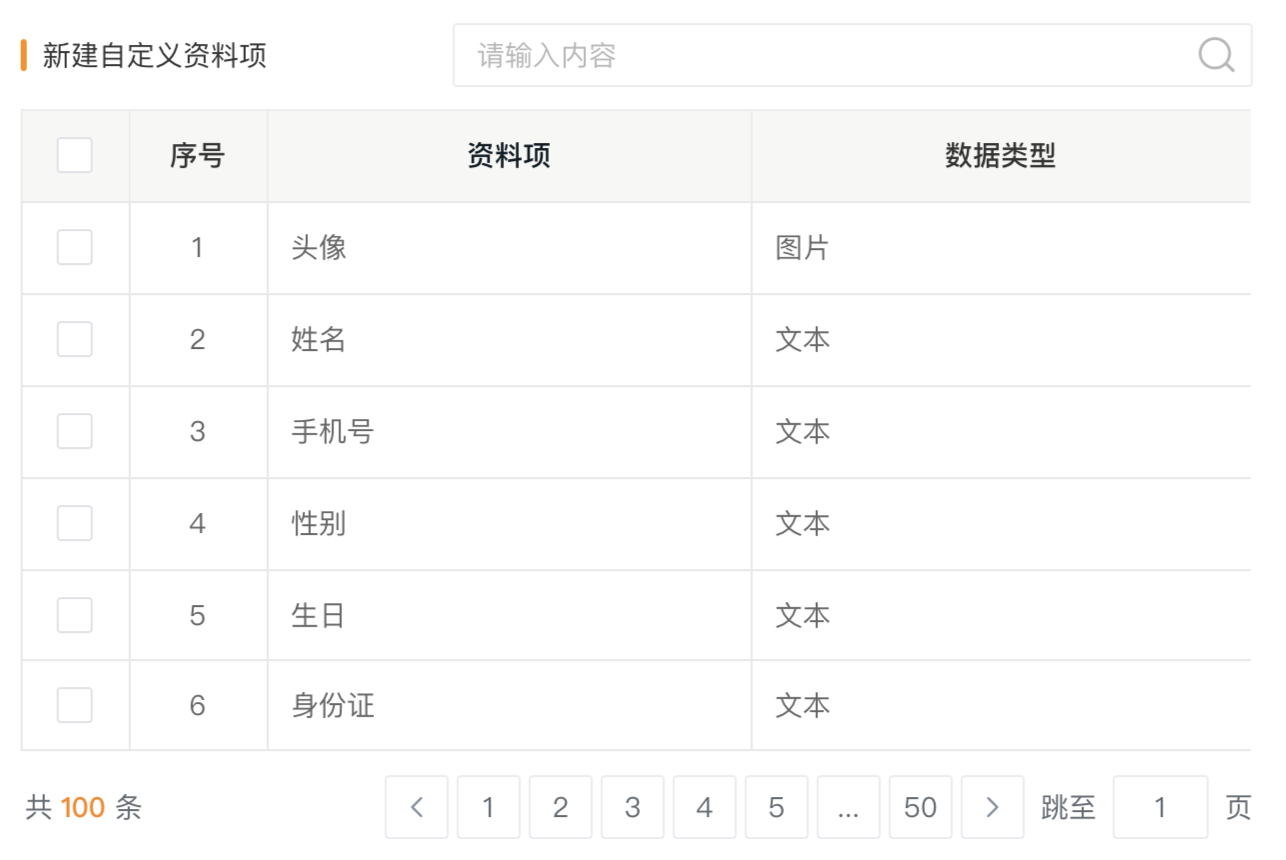 新建自定义资料项 请输入内容
序号 资料项 数据类型
1 头像 图片
2 姓名 文本
3 手机号 文本
4 性别 文本
5 生日 文本
6 身份证 文本
共 100 条 < 1 2 3 4 5 ... 50 > 跳至 1 页